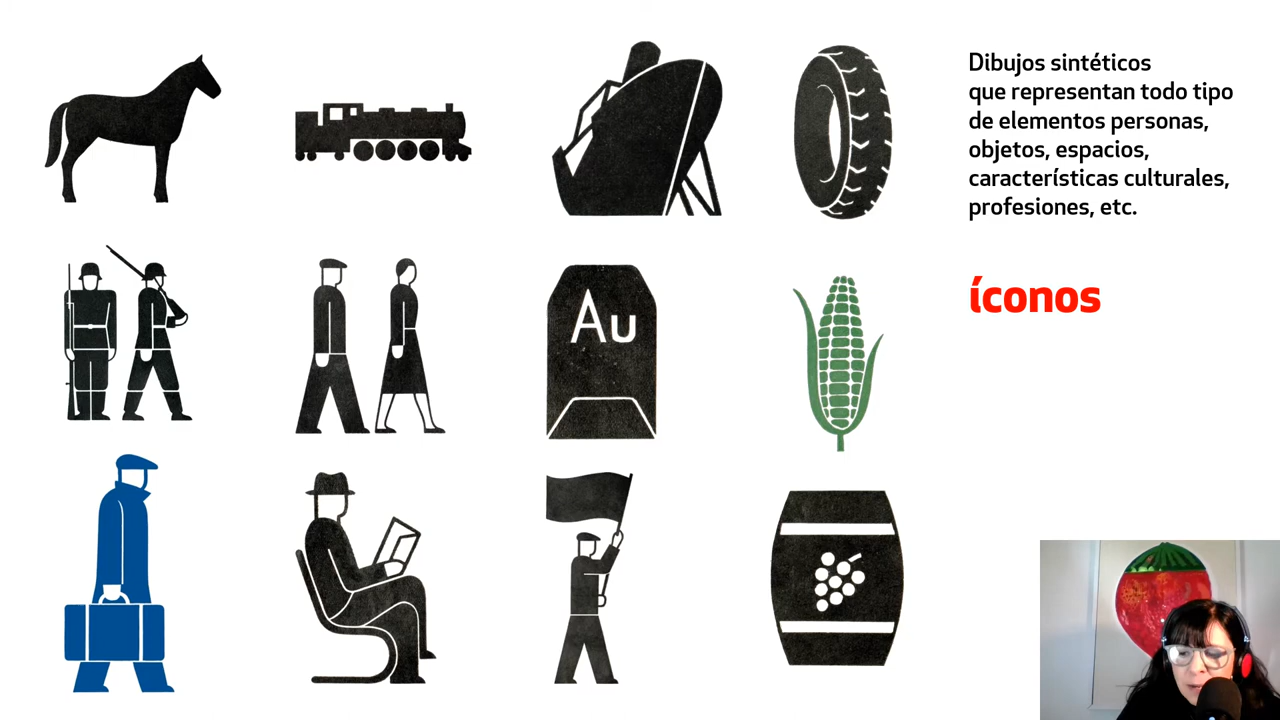 Dibujos sintéticos
que representan todo tipo
de elementos personas,
objetos, espacios,
características culturales,
profesiones, etc.
íconos
Au